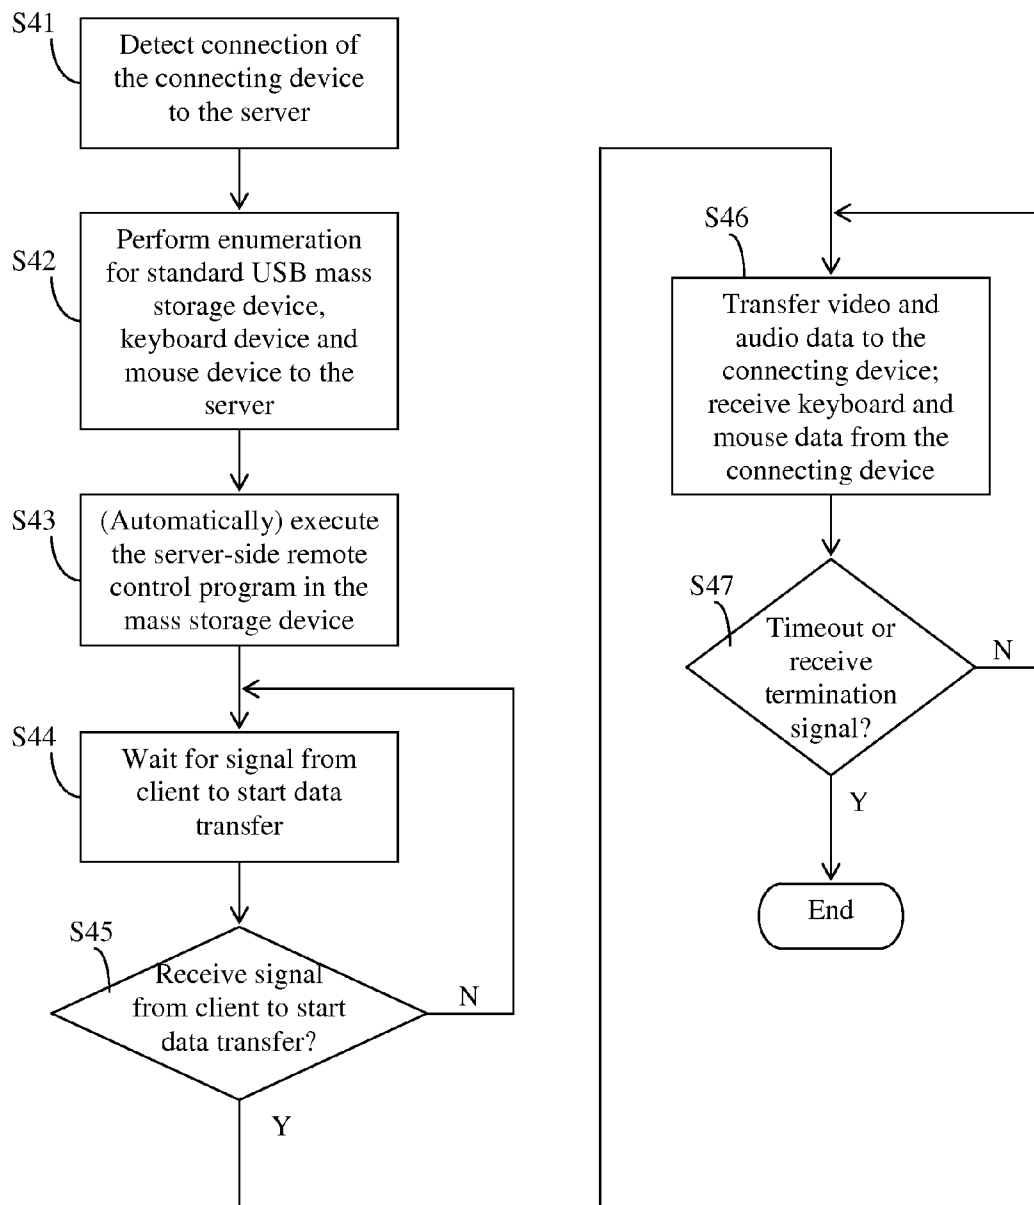 S41
Detect connection of
the connecting device
to the server
S42
Perform enumeration
for standard USB mass
storage device,
keyboard device and
mouse device to the
server
S43
(Automatically) execute
the server-side remote
control program in the
mass storage device
S44
Wait for signal from
client to start data
transfer
S45
Receive signal
from client to start
data transfer?
N
Y
S46
Transfer video and
audio data to the
connecting device;
receive keyboard and
mouse data from the
connecting device
S47
Timeout or
receive
termination
signal?
N
Y
End